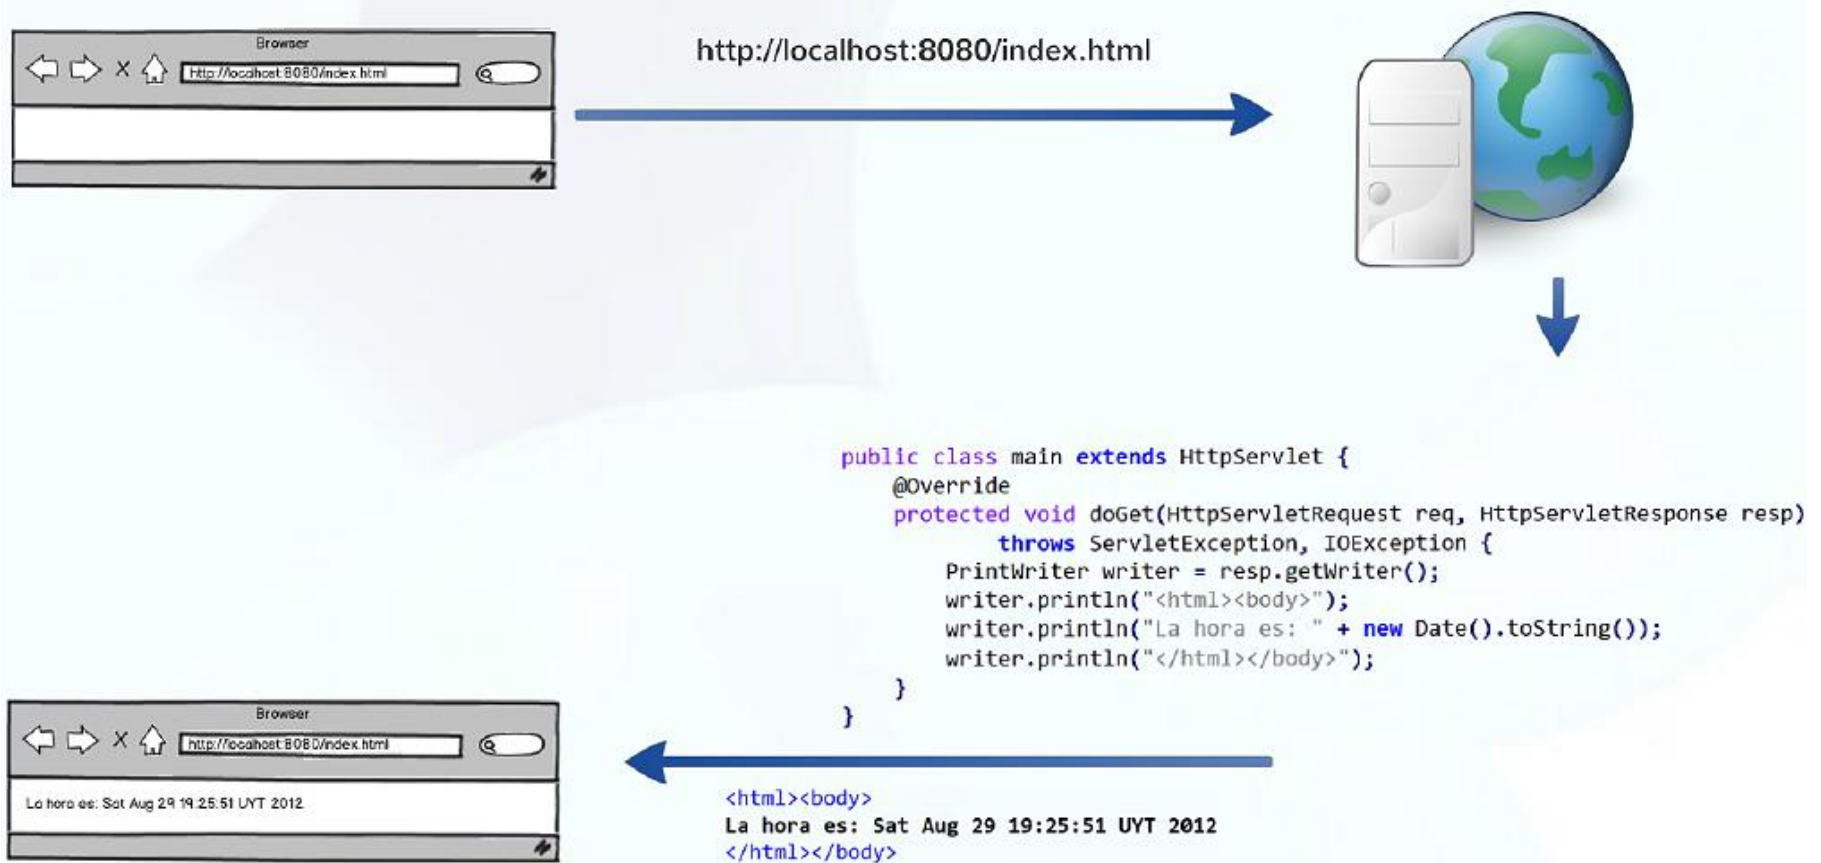 Browser
http://localhost:8080/index.html
http://localhost:8080/index.html
public class main extends HttpServlet {
@Override
protected void doGet(HttpServletRequest req, HttpServletResponse resp)
throws ServletException, IOException {
PrintWriter writer = resp.getWriter();
writer.println("<html><body>");
writer.println("La hora es: " + new Date().toString());
writer.println("</html></body>");
}
}
Browser
http://localhost:8080/index.html
La hora es: Sat Aug 29 19:25:51 UYT 2012
<html><body>
La hora es: Sat Aug 29 19:25:51 UYT 2012
</html></body>